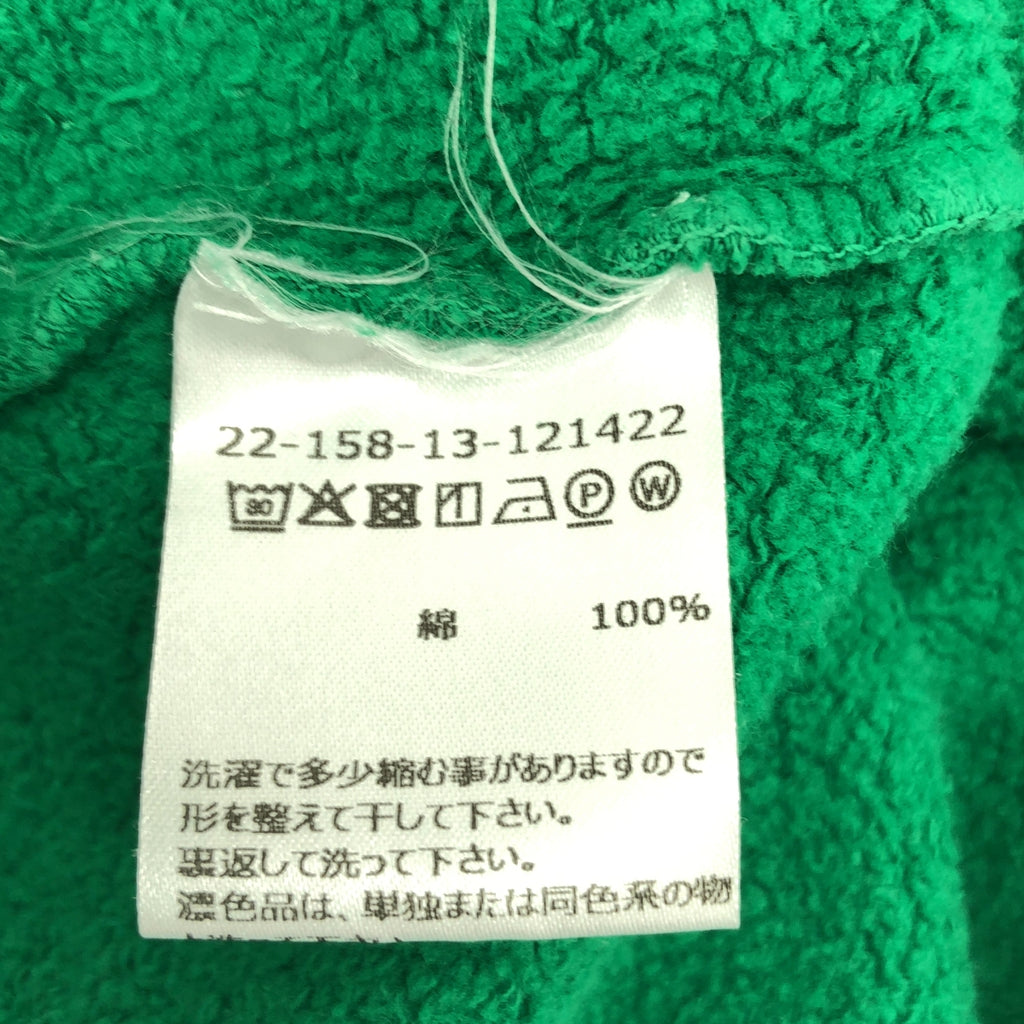 22-158-13-121422
30 P W
綿 100%
洗濯で多少縮む事がありますので
形を整えて干して下さい。
裏返して洗って下さい。
濃色品は、単独または同色系の物